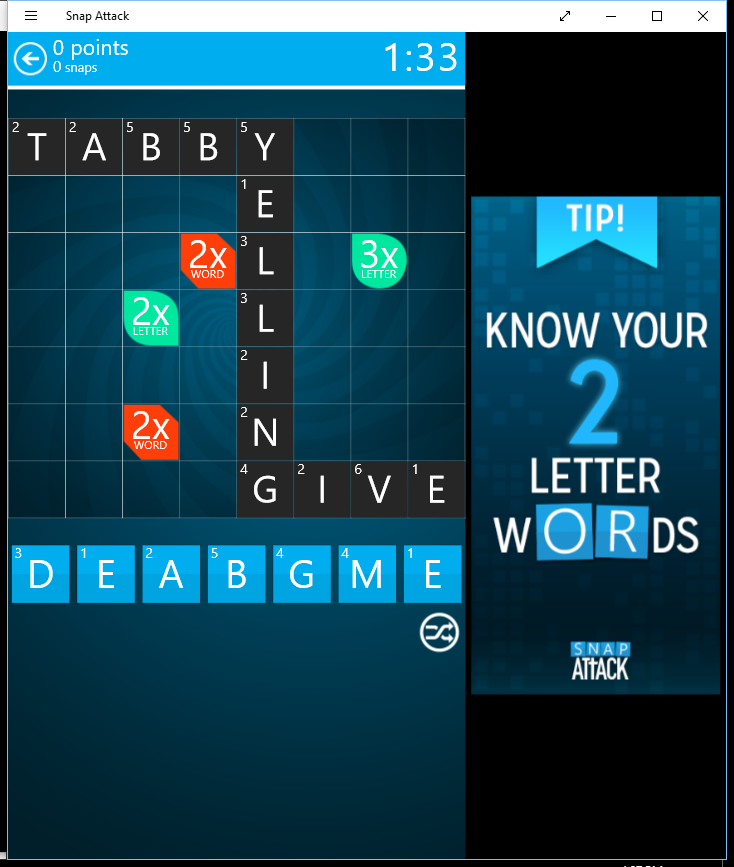 Snap Attack
0 points
0 snaps
1:33
2 T 2 A 5 B 5 B 5 Y
1 E
2x WORD 3 L 3x LETTER
2x LETTER 3 L
2 I
2x WORD 2 N
4 G 2 I 6 V 1 E
3 D 1 E 2 A 5 B 4 G 4 M 1 E
TIP!
KNOW YOUR
2
LETTER
WORDS
SNAP
ATTACK